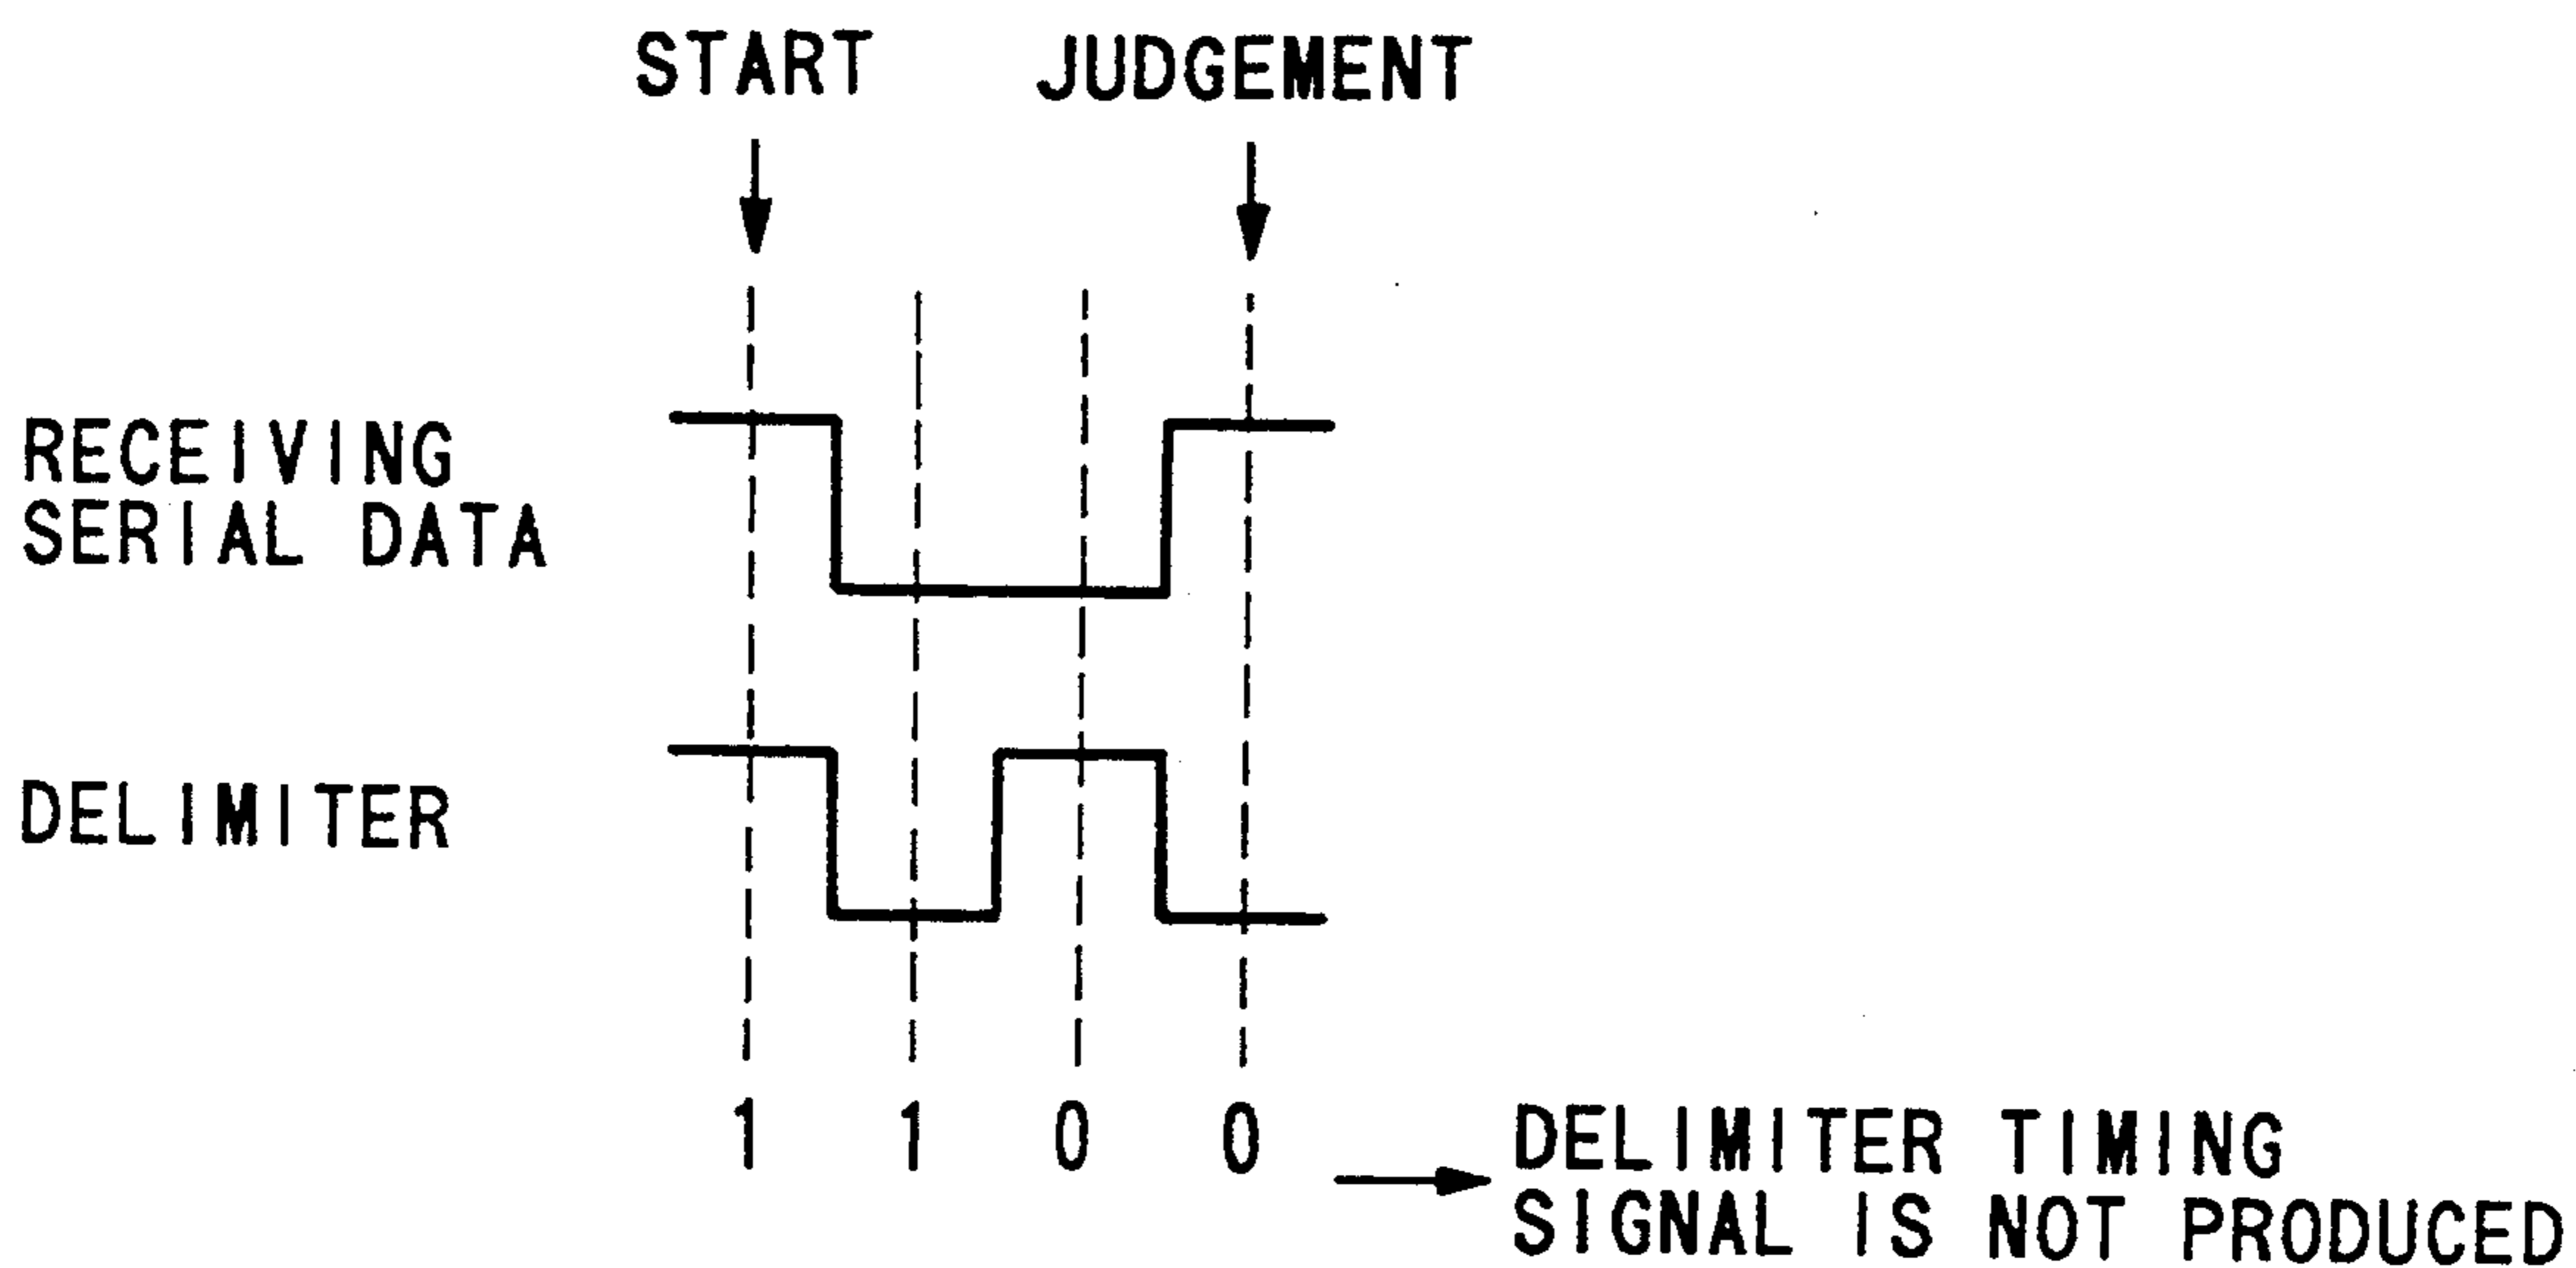 START JUDGEMENT
RECEIVING
SERIAL DATA
DELIMITER
1 1 0 0
DELIMITER TIMING
SIGNAL IS NOT PRODUCED